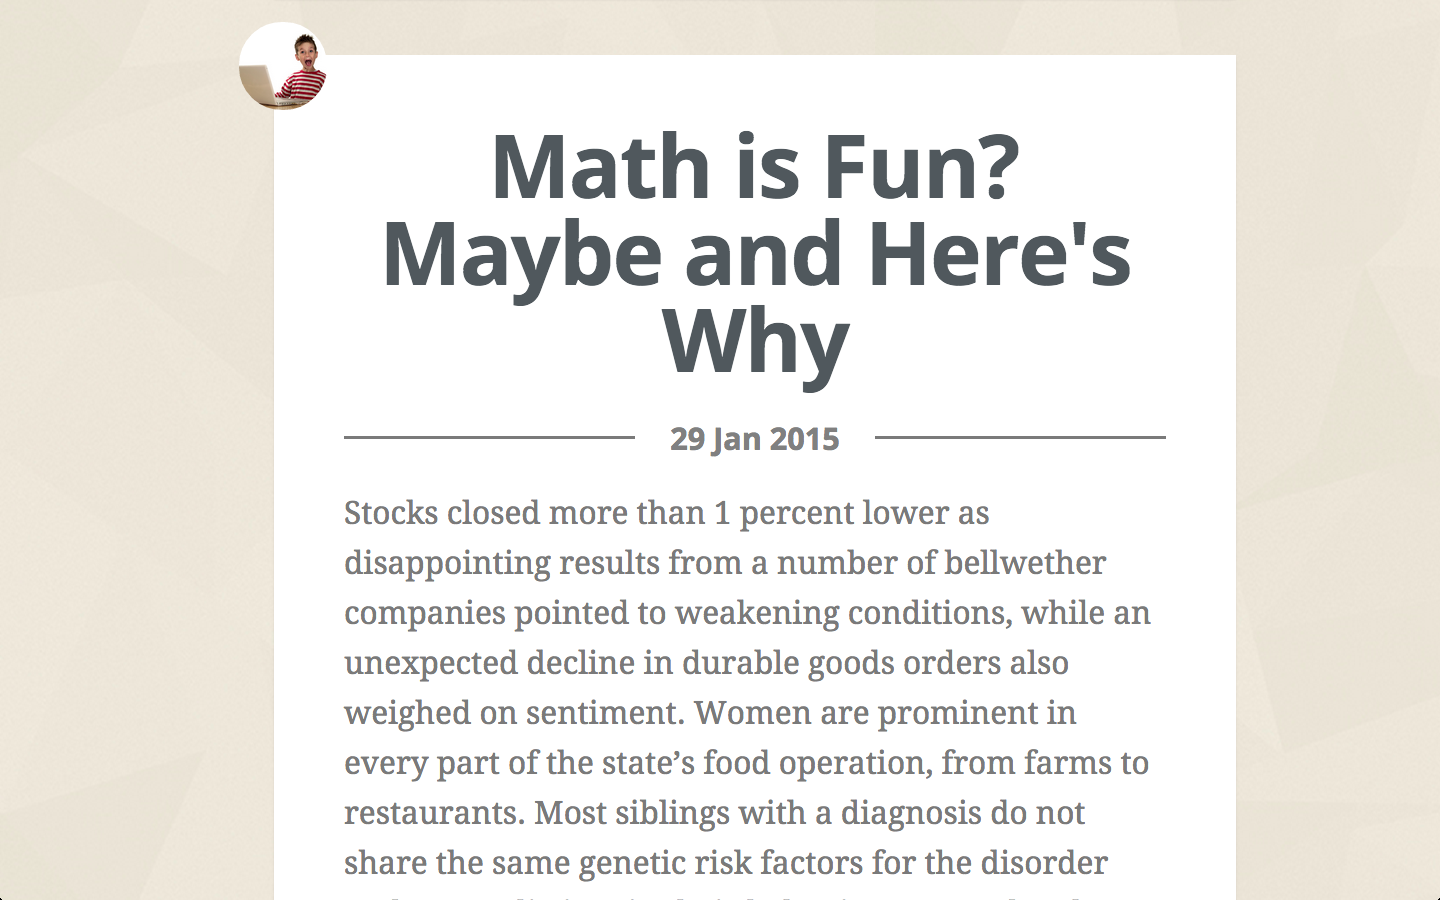 Math is Fun?
Maybe and Here's
Why
29 Jan 2015
Stocks closed more than 1 percent lower as
disappointing results from a number of bellwether
companies pointed to weakening conditions, while an
unexpected decline in durable goods orders also
weighed on sentiment. Women are prominent in
every part of the state’s food operation, from farms to
restaurants. Most siblings with a diagnosis do not
share the same genetic risk factors for the disorder